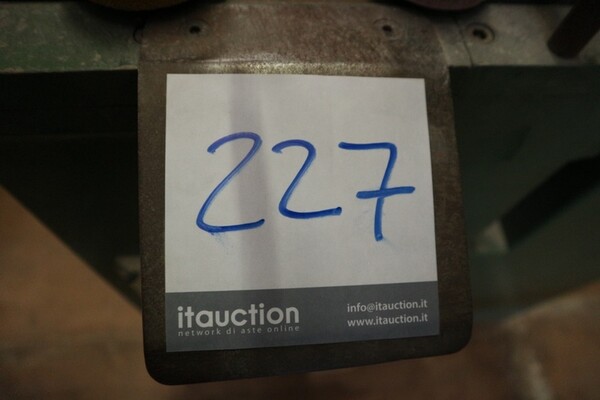 227
itauction
network di aste online
info@itauction.it
www.itauction.it